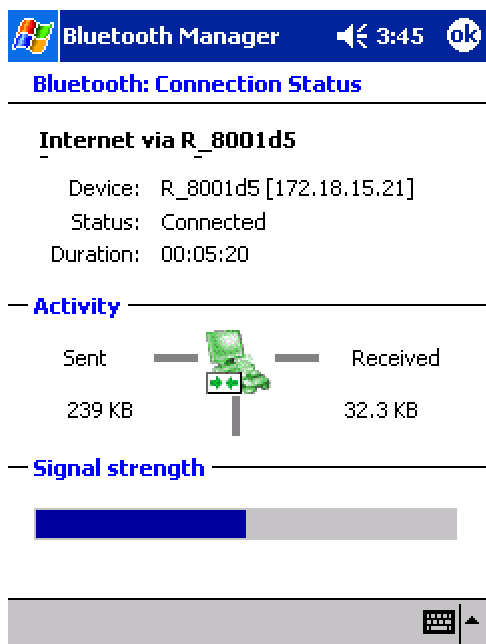 Bluetooth Manager 3:45 ok
Bluetooth: Connection Status
Internet via R_8001d5
Device: R_8001d5 [172.18.15.21]
Status: Connected
Duration: 00:05:20
Activity
Sent Received
239 KB 32.3 KB
Signal strength